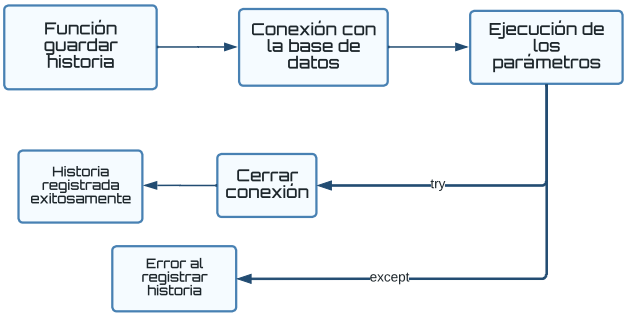 Función
guardar
historia
Conexión con
la base de
datos
Ejecución de
los
parámetros
Historia
registrada
exitosamente
Cerrar
conexión
try
Error al
registrar
historia
except